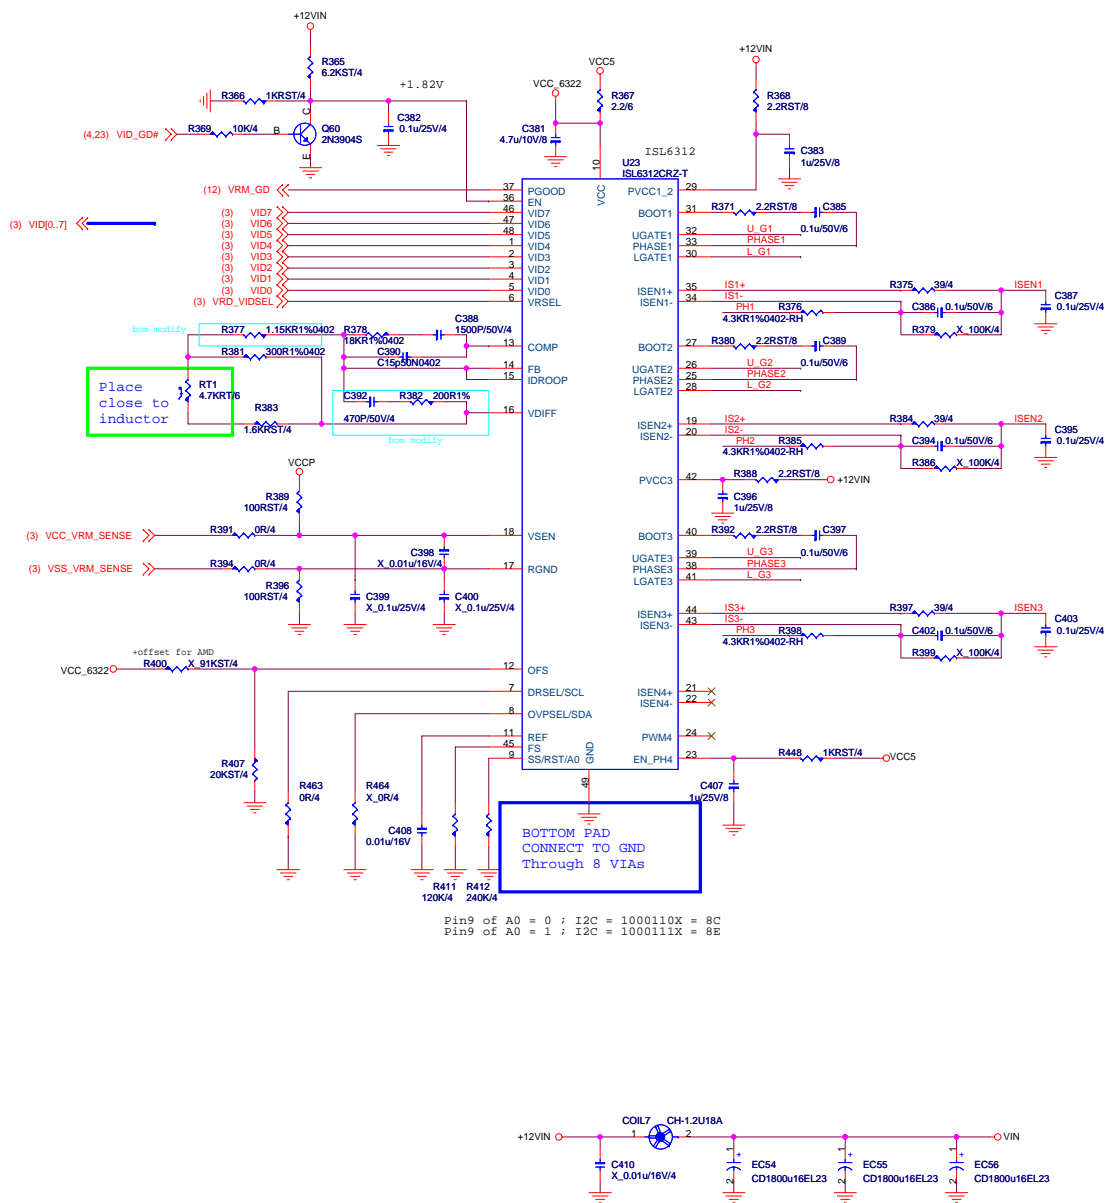 +12VIN
R365
6.2KST/4
R366 1KRST/4
+1.82V
C382
0.1u/25V/4
(4,23) VID_GD#
R369 10K/4
B
C
E
Q60
2N3904S
VCC5
VCC_6322
R367
2.2/6
C381
4.7u/10V/8
+12VIN
R368
2.2RST/8
C383
1u/25V/8
ISL6312
U23
ISL6312CRZ-T
10
VCC
(12) VRM_GD
37 PGOOD
36 EN
(3) VID[0..7]
(3) VID7 46 VID7
(3) VID6 47 VID6
(3) VID5 48 VID5
(3) VID4 1 VID4
(3) VID3 2 VID3
(3) VID2 3 VID2
(3) VID1 4 VID1
(3) VID0 5 VID0
(3) VRD_VIDSEL 6 VRSEL
PVCC1_2 29
BOOT1 31
R371 2.2RST/8 C385
0.1u/50V/6
UGATE1 32 U_G1
PHASE1 33 PHASE1
LGATE1 30 L_G1
ISEN1+ 35 IS1+
ISEN1- 34 IS1-
R375 39/4
ISEN1
PH1 R376
4.3KR1%0402-RH
C386 0.1u/50V/6
R379 X_100K/4
C387
0.1u/25V/4
bom modify
R377 1.15KR1%0402
R378
18KR1%0402
C388
1500P/50V/4
R381 300R1%0402
C390
C15p50N0402
13 COMP
14 FB
15 IDROOP
16 VDIFF
Place
close to
inductor
RT1
4.7KRT/6
R383
1.6KRST/4
C392
470P/50V/4
R382 200R1%
bom modify
BOOT2 27
R380 2.2RST/8 C389
0.1u/50V/6
UGATE2 26 U_G2
PHASE2 25 PHASE2
LGATE2 28 L_G2
ISEN2+ 19 IS2+
ISEN2- 20 IS2-
R384 39/4
ISEN2
PH2 R385
4.3KR1%0402-RH
C394 0.1u/50V/6
R386 X_100K/4
C395
0.1u/25V/4
VCCP
R389
100RST/4
PVCC3 42
R388 2.2RST/8
+12VIN
C396
1u/25V/8
(3) VCC_VRM_SENSE
R391 0R/4
18 VSEN
(3) VSS_VRM_SENSE
R394 0R/4
17 RGND
C398
X_0.01u/16V/4
R396
100RST/4
C399
X_0.1u/25V/4
C400
X_0.1u/25V/4
BOOT3 40
R392 2.2RST/8 C397
0.1u/50V/6
UGATE3 39 U_G3
PHASE3 38 PHASE3
LGATE3 41 L_G3
ISEN3+ 44 IS3+
ISEN3- 43 IS3-
R397 39/4
ISEN3
PH3 R398
4.3KR1%0402-RH
C402 0.1u/50V/6
R399 X_100K/4
C403
0.1u/25V/4
+offset for AMD
VCC_6322
R400 X_91KST/4
12 OFS
7 DRSEL/SCL
8 OVPSEL/SDA
11 REF
45 FS
9 SS/RST/A0
ISEN4+ 21
ISEN4- 22
PWM4 24
EN_PH4 23
R448 1KRST/4
VCC5
C407
1u/25V/8
GND
49
R407
20KST/4
R463
0R/4
R464
X_0R/4
C408
0.01u/16V
R411
120K/4
R412
240K/4
BOTTOM PAD
CONNECT TO GND
Through 8 VIAs
Pin9 of A0 = 0 ; I2C = 1000110X = 8C
Pin9 of A0 = 1 ; I2C = 1000111X = 8E
+12VIN
COIL7 CH-1.2U18A
1 2
VIN
C410
X_0.01u/16V/4
1
+
2
EC54
CD1800u16EL23
1
+
2
EC55
CD1800u16EL23
1
+
2
EC56
CD1800u16EL23